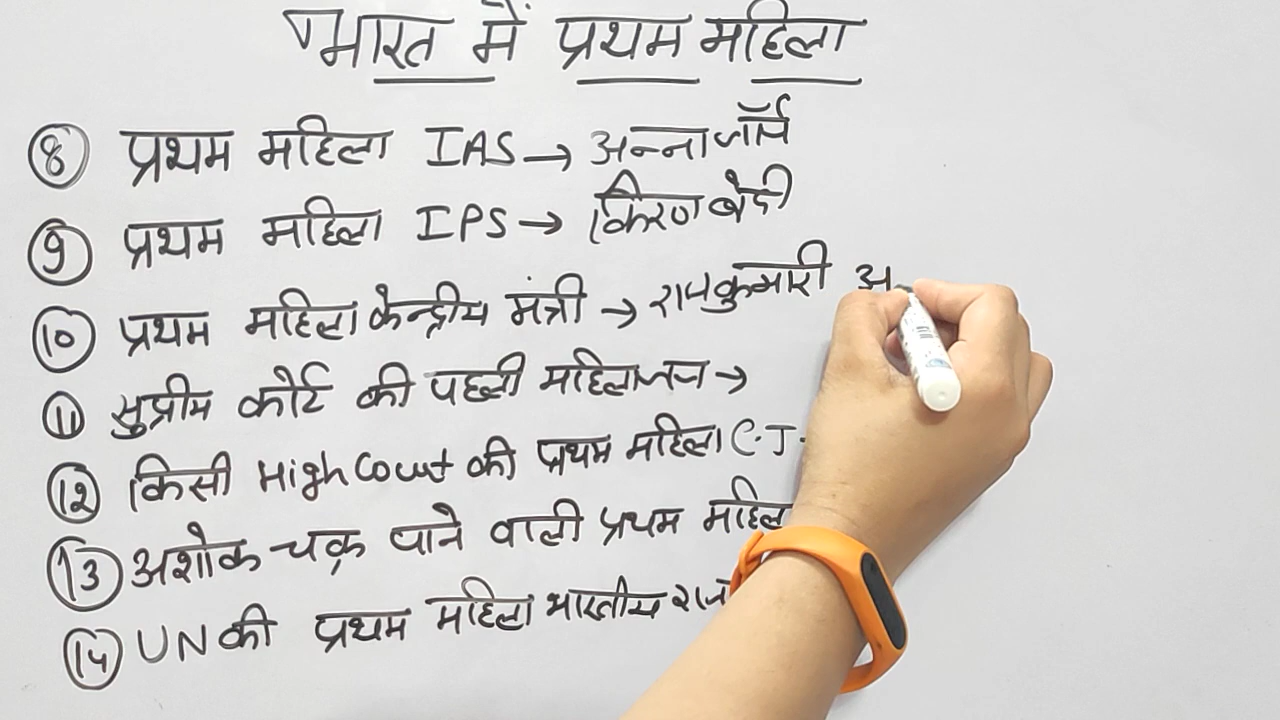 भारत में प्रथम महिला
8 प्रथम महिला IAS → अन्ना जॉर्ज
9 प्रथम महिला IPS → किरण बेदी
10 प्रथम महिला केन्द्रीय मंत्री → राजकुमारी अ
11 सुप्रीम कोर्ट की पहली महिला जज →
12 किसी High Court की प्रथम महिला C.J.
13 अशोक चक्र पाने वाली प्रथम महिल
14 UN की प्रथम महिला भारतीय राज